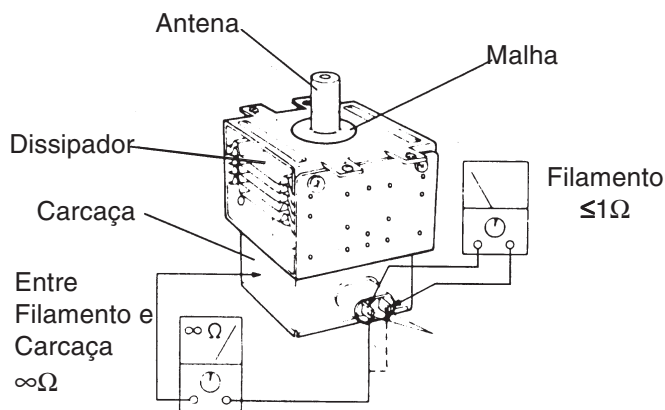 Antena
Malha
Dissipador
Carcaça
Filamento
≤1Ω
Entre
Filamento e
Carcaça
∞Ω
∞ Ω